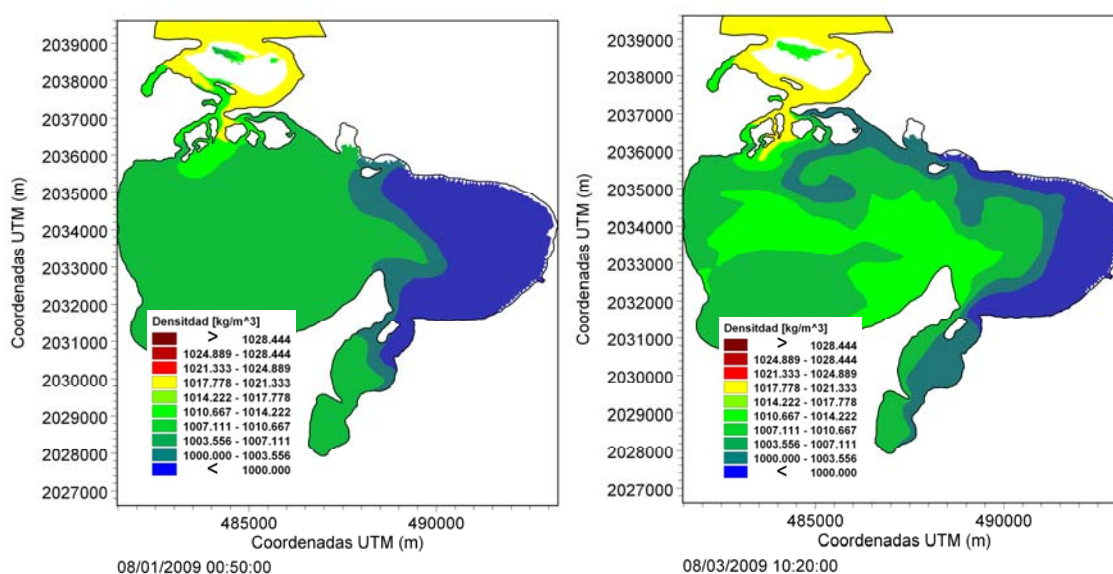 2039000
2038000
2037000
2036000
2035000
2034000
2033000
2032000
2031000
2030000
2029000
2028000
2027000
Coordenadas UTM (m)
Densitdad [kg/m^3]
> 1028.444
1024.889 - 1028.444
1021.333 - 1024.889
1017.778 - 1021.333
1014.222 - 1017.778
1010.667 - 1014.222
1007.111 - 1010.667
1003.556 - 1007.111
1000.000 - 1003.556
< 1000.000
485000 490000
Coordenadas UTM (m)
08/01/2009 00:50:00
2039000
2038000
2037000
2036000
2035000
2034000
2033000
2032000
2031000
2030000
2029000
2028000
2027000
Coordenadas UTM (m)
Densitdad [kg/m^3]
> 1028.444
1024.889 - 1028.444
1021.333 - 1024.889
1017.778 - 1021.333
1014.222 - 1017.778
1010.667 - 1014.222
1007.111 - 1010.667
1003.556 - 1007.111
1000.000 - 1003.556
< 1000.000
485000 490000
Coordenadas UTM (m)
08/03/2009 10:20:00